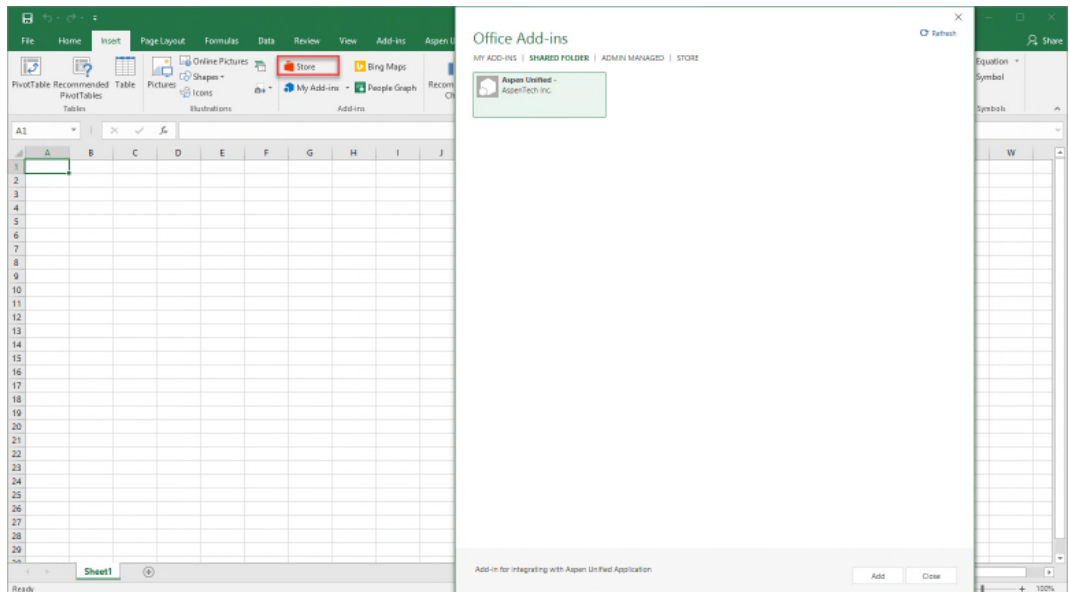 File Home Insert Page Layout Formulas Data Review View Add-ins Aspen U
Share
PivotTable Recommended PivotTables Table
Tables
Pictures Online Pictures
Shapes
Icons
Illustrations
Store
My Add-ins
Bing Maps
People Graph
Add-ins
Recom
Ch
Equation
Symbol
Symbols
A1
fx
A B C D E F G H I J W
1
2
3
4
5
6
7
8
9
10
11
12
13
14
15
16
17
18
19
20
21
22
23
24
25
26
27
28
29
Sheet1
Ready
100%
Office Add-ins
Refresh
MY ADD-INS | SHARED FOLDER | ADMIN MANAGED | STORE
Aspen Unified -
AspenTech Inc.
Add-in for integrating with Aspen Unified Application
Add Close